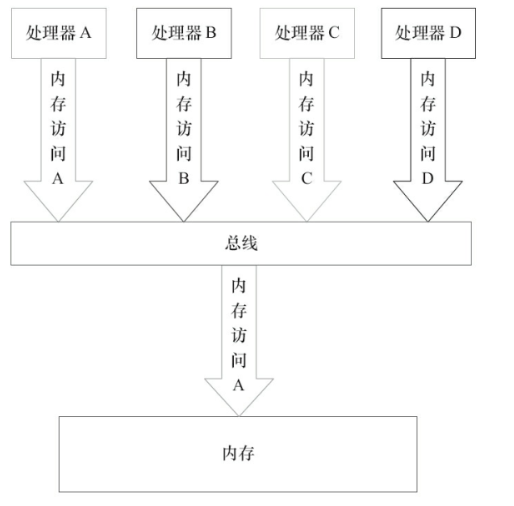 处理器 A
处理器 B
处理器 C
处理器 D
内存访问 A
内存访问 B
内存访问 C
内存访问 D
总线
内存访问 A
内存